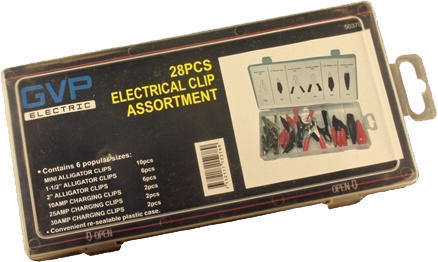 GVP
ELECTRIC
28PCS
ELECTRICAL CLIP
ASSORTMENT
• Contains 6 popular sizes:
MINI ALLIGATOR CLIPS 10pcs
1-1/2" ALLIGATOR CLIPS 6pcs
2" ALLIGATOR CLIPS 6pcs
10AMP CHARGING CLIPS 2pcs
25AMP CHARGING CLIPS 2pcs
30AMP CHARGING CLIPS 2pcs
• Convenient re-sealable plastic case.
OPEN
OPEN